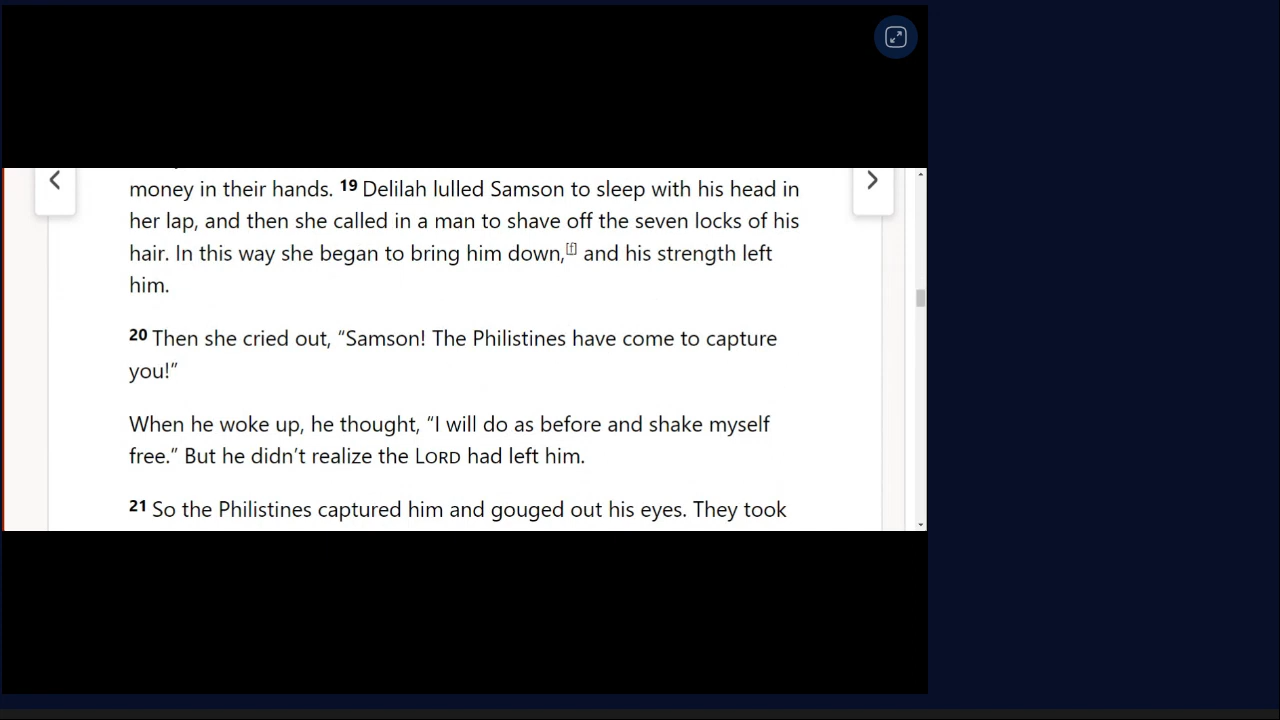 money in their hands. 19 Delilah lulled Samson to sleep with his head in
her lap, and then she called in a man to shave off the seven locks of his
hair. In this way she began to bring him down,[f] and his strength left
him.
20 Then she cried out, “Samson! The Philistines have come to capture
you!”
When he woke up, he thought, “I will do as before and shake myself
free.” But he didn’t realize the LORD had left him.
21 So the Philistines captured him and gouged out his eyes. They took